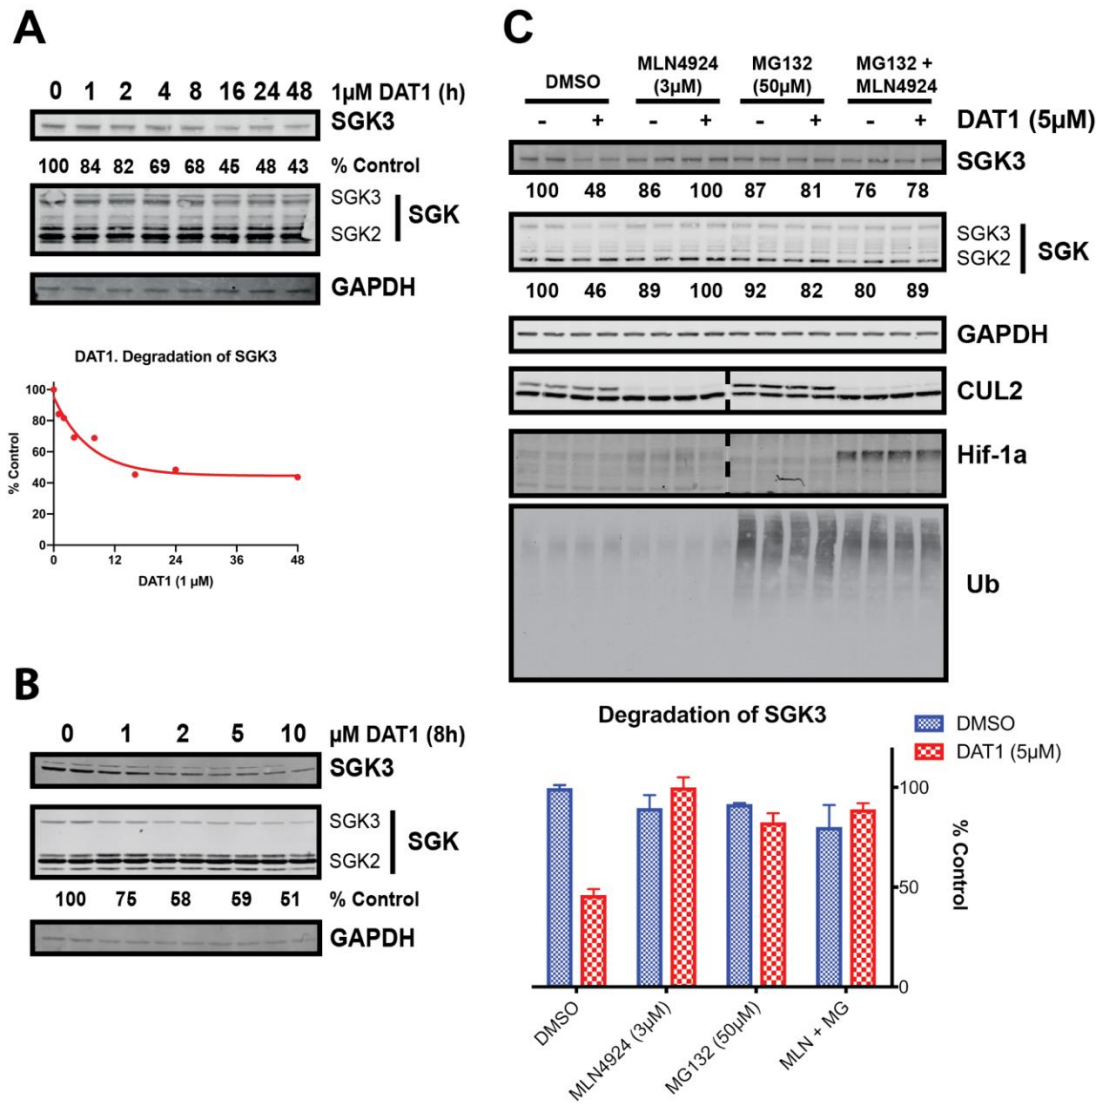 A
0 1 2 4 8 16 24 48 1µM DAT1 (h)
SGK3
100 84 82 69 68 45 48 43 % Control
SGK3
SGK2
SGK
GAPDH
DAT1. Degradation of SGK3
100
80
60
40
20
0
% Control
0 12 24 36 48
DAT1 (1 µM)
B
0 1 2 5 10 µM DAT1 (8h)
SGK3
SGK3
SGK2
SGK
100 75 58 59 51 % Control
GAPDH
C
DMSO
MLN4924
(3µM)
MG132
(50µM)
MG132 +
MLN4924
- + - + - + - + DAT1 (5µM)
SGK3
100 48 86 100 87 81 76 78
SGK3
SGK2
SGK
100 46 89 100 92 82 80 89
GAPDH
CUL2
Hif-1a
Ub
Degradation of SGK3
DMSO
DAT1 (5µM)
100
50
0
% Control
DMSO
MLN4924 (3µM)
MG132 (50µM)
MLN + MG